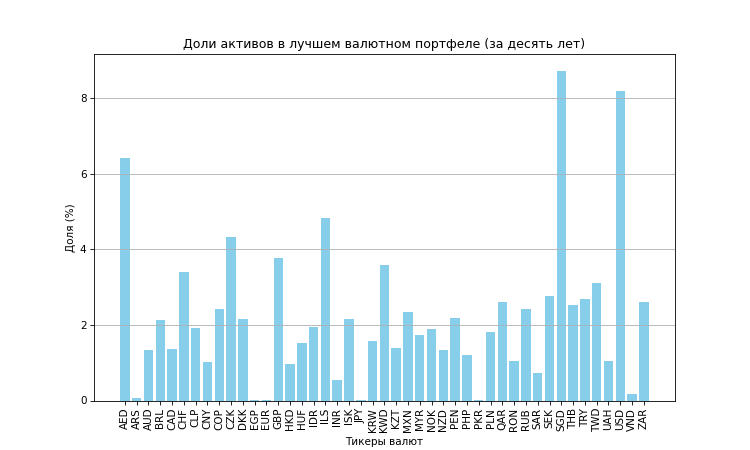 Доли активов в лучшем валютном портфеле (за десять лет)
Доля (%)
8
6
4
2
0
AED ARS AUD BRL CAD CHF CLP CNY COP CZK DKK EGP EUR GBP HKD HUF IDR ILS INR ISK JPY KRW KWD KZT MXN MYR NOK NZD PEN PHP PKR PLN QAR RON RUB SAR SEK SGD THB TRY TWD UAH USD VND ZAR
Тикеры валют